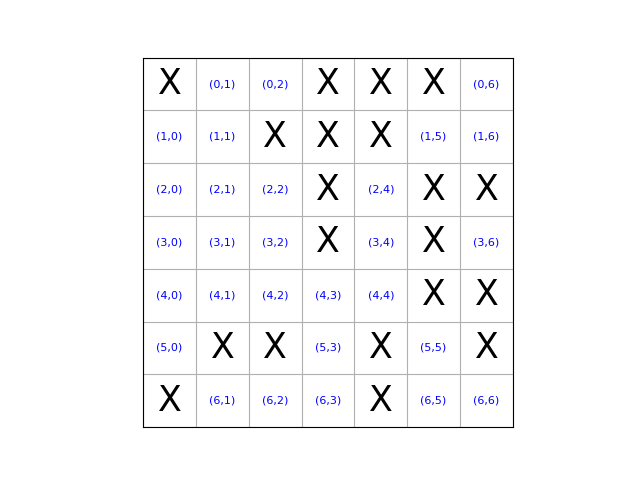 X (0,1) (0,2) X X X (0,6)
(1,0) (1,1) X X X (1,5) (1,6)
(2,0) (2,1) (2,2) X (2,4) X X
(3,0) (3,1) (3,2) X (3,4) X (3,6)
(4,0) (4,1) (4,2) (4,3) (4,4) X X
(5,0) X X (5,3) X (5,5) X
X (6,1) (6,2) (6,3) X (6,5) (6,6)